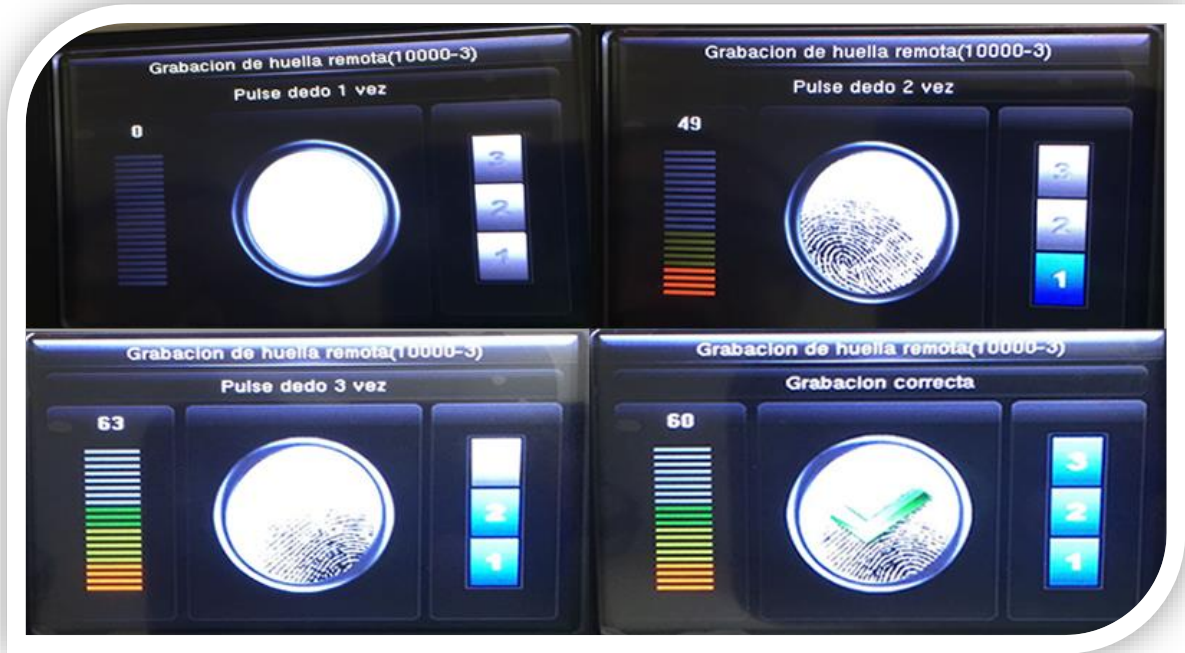 Grabacion de huella remota(10000-3)
Pulse dedo 1 vez
0
3
2
1
Grabacion de huella remota(10000-3)
Pulse dedo 2 vez
49
3
2
1
Grabacion de huella remota(10000-3)
Pulse dedo 3 vez
63
2
1
Grabacion de huella remota(10000-3)
Grabacion correcta
60
3
2
1